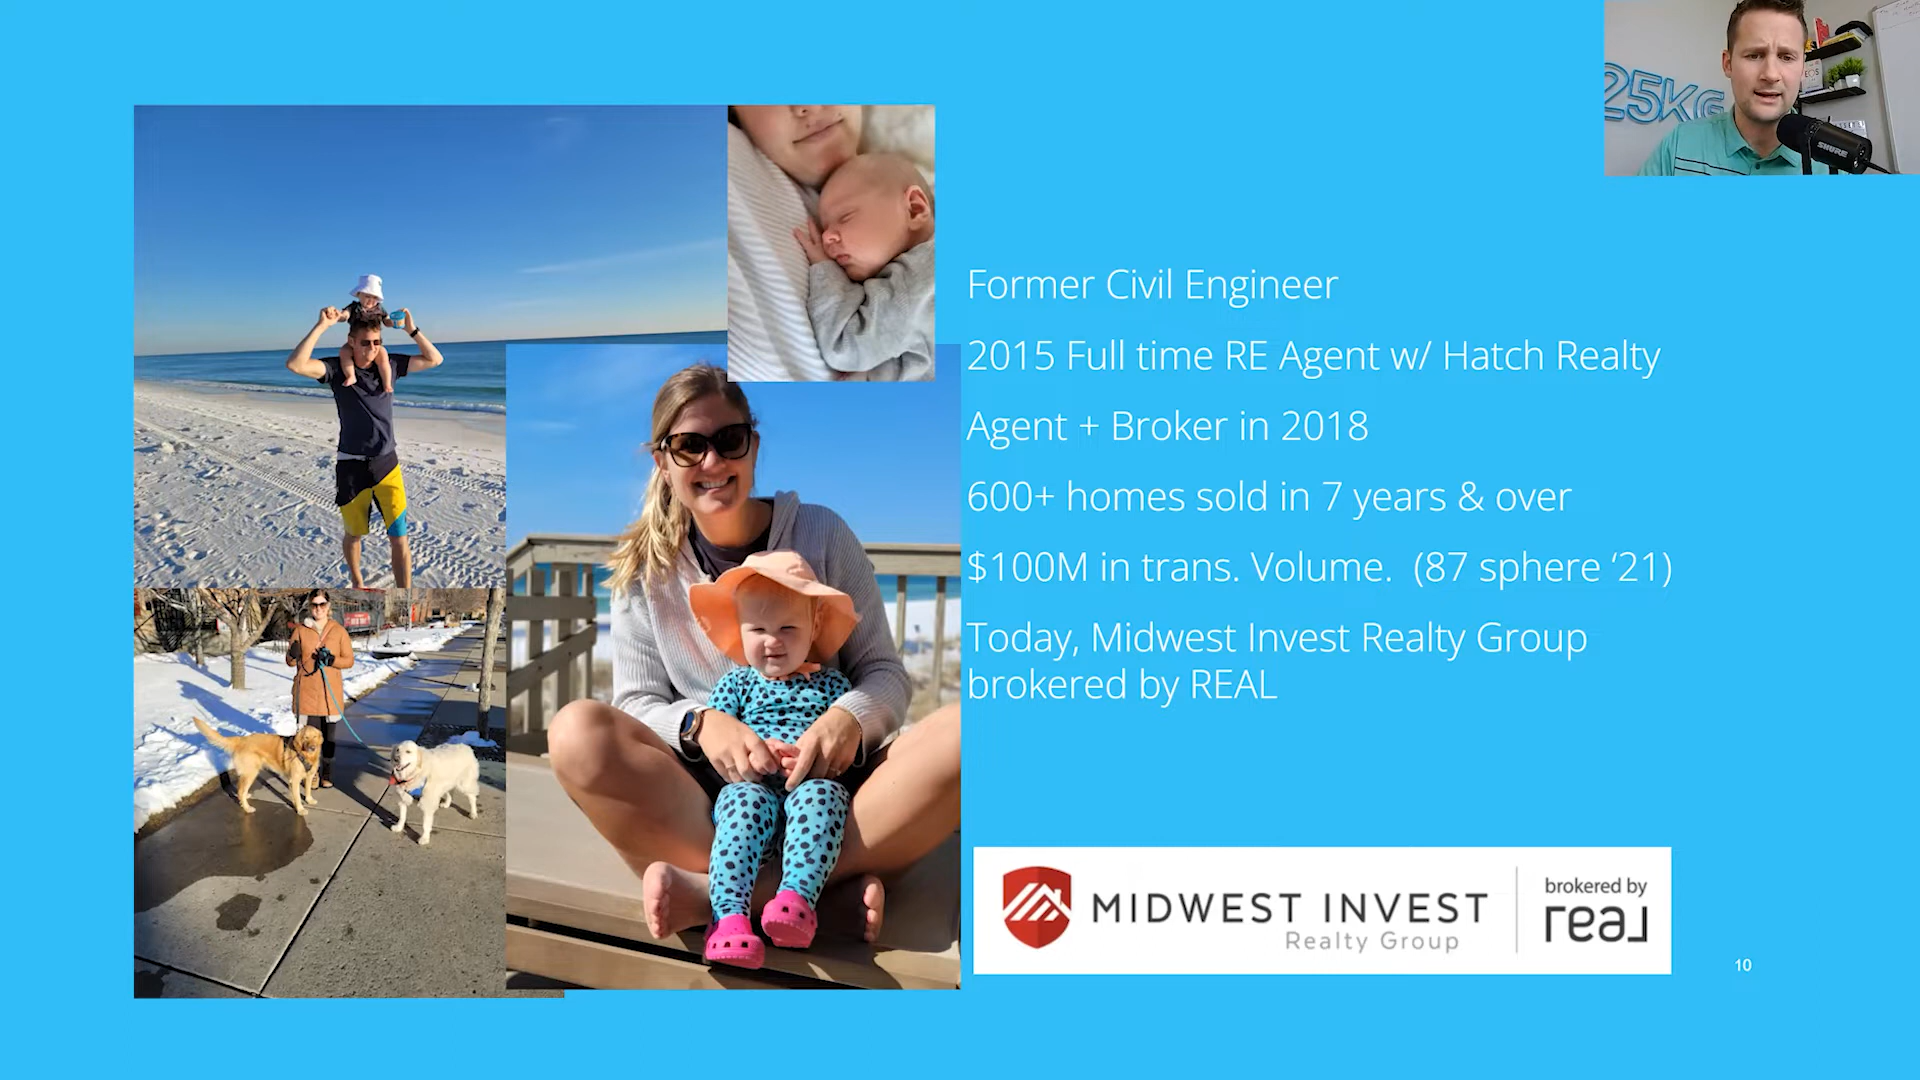 25KG
SHURE
Former Civil Engineer
2015 Full time RE Agent w/ Hatch Realty
Agent + Broker in 2018
600+ homes sold in 7 years & over
$100M in trans. Volume.  (87 sphere ‘21)
Today, Midwest Invest Realty Group
brokered by REAL
MIDWEST INVEST
Realty Group
brokered by
real
10